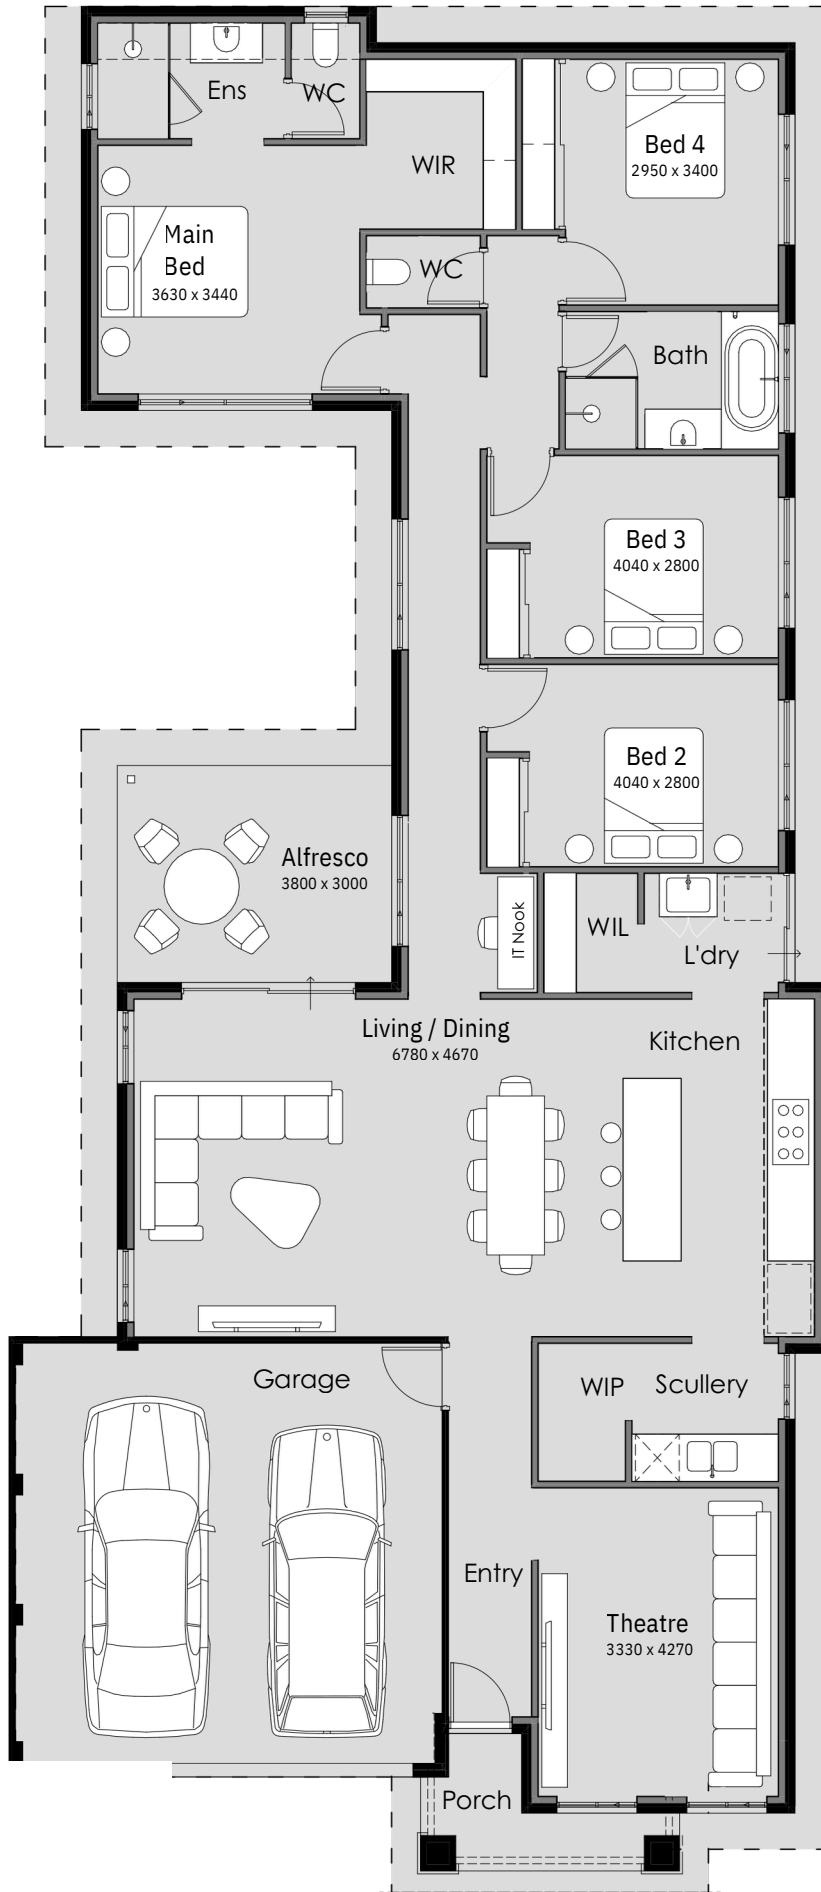 Ens
WC
WIR
Bed 4
2950 x 3400
Main
Bed
3630 x 3440
WC
Bath
Bed 3
4040 x 2800
Bed 2
4040 x 2800
Alfresco
3800 x 3000
IT Nook
WIL
L'dry
Living / Dining
6780 x 4670
Kitchen
Garage
WIP
Scullery
Entry
Theatre
3330 x 4270
Porch